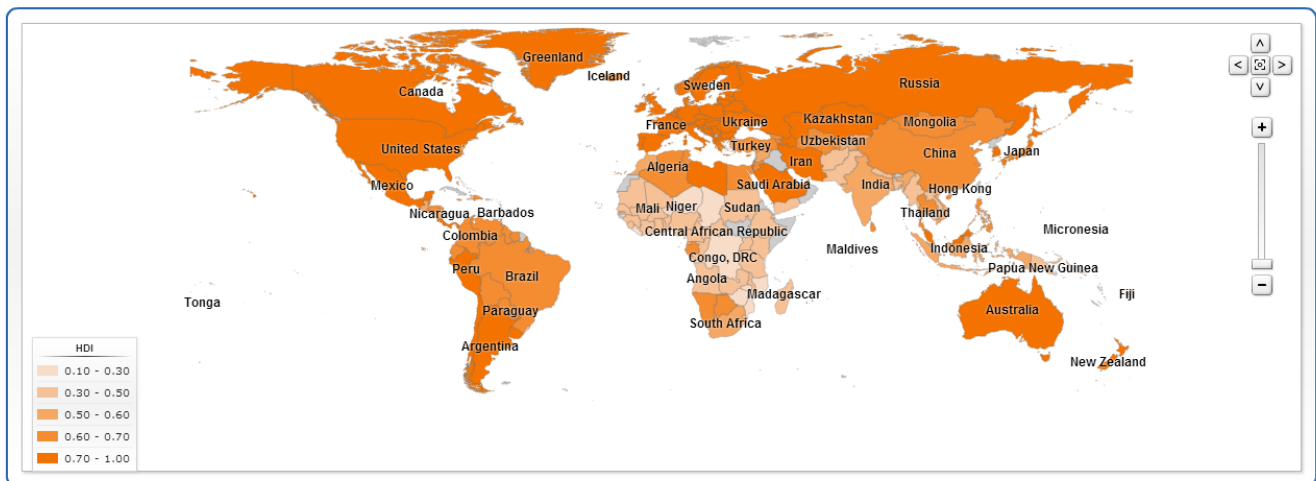 Greenland
Iceland
Canada
Sweden
Russia
France
Ukraine
Kazakhstan
Mongolia
United States
Turkey
Uzbekistan
China
Japan
Algeria
Iran
Mexico
Saudi Arabia
India
Hong Kong
Nicaragua
Barbados
Mali
Niger
Sudan
Thailand
Colombia
Central African Republic
Micronesia
Maldives
Indonesia
Peru
Brazil
Congo, DRC
Papua New Guinea
Angola
Madagascar
Fiji
Tonga
Paraguay
South Africa
Australia
Argentina
New Zealand
HDI
0.10 - 0.30
0.30 - 0.50
0.50 - 0.60
0.60 - 0.70
0.70 - 1.00